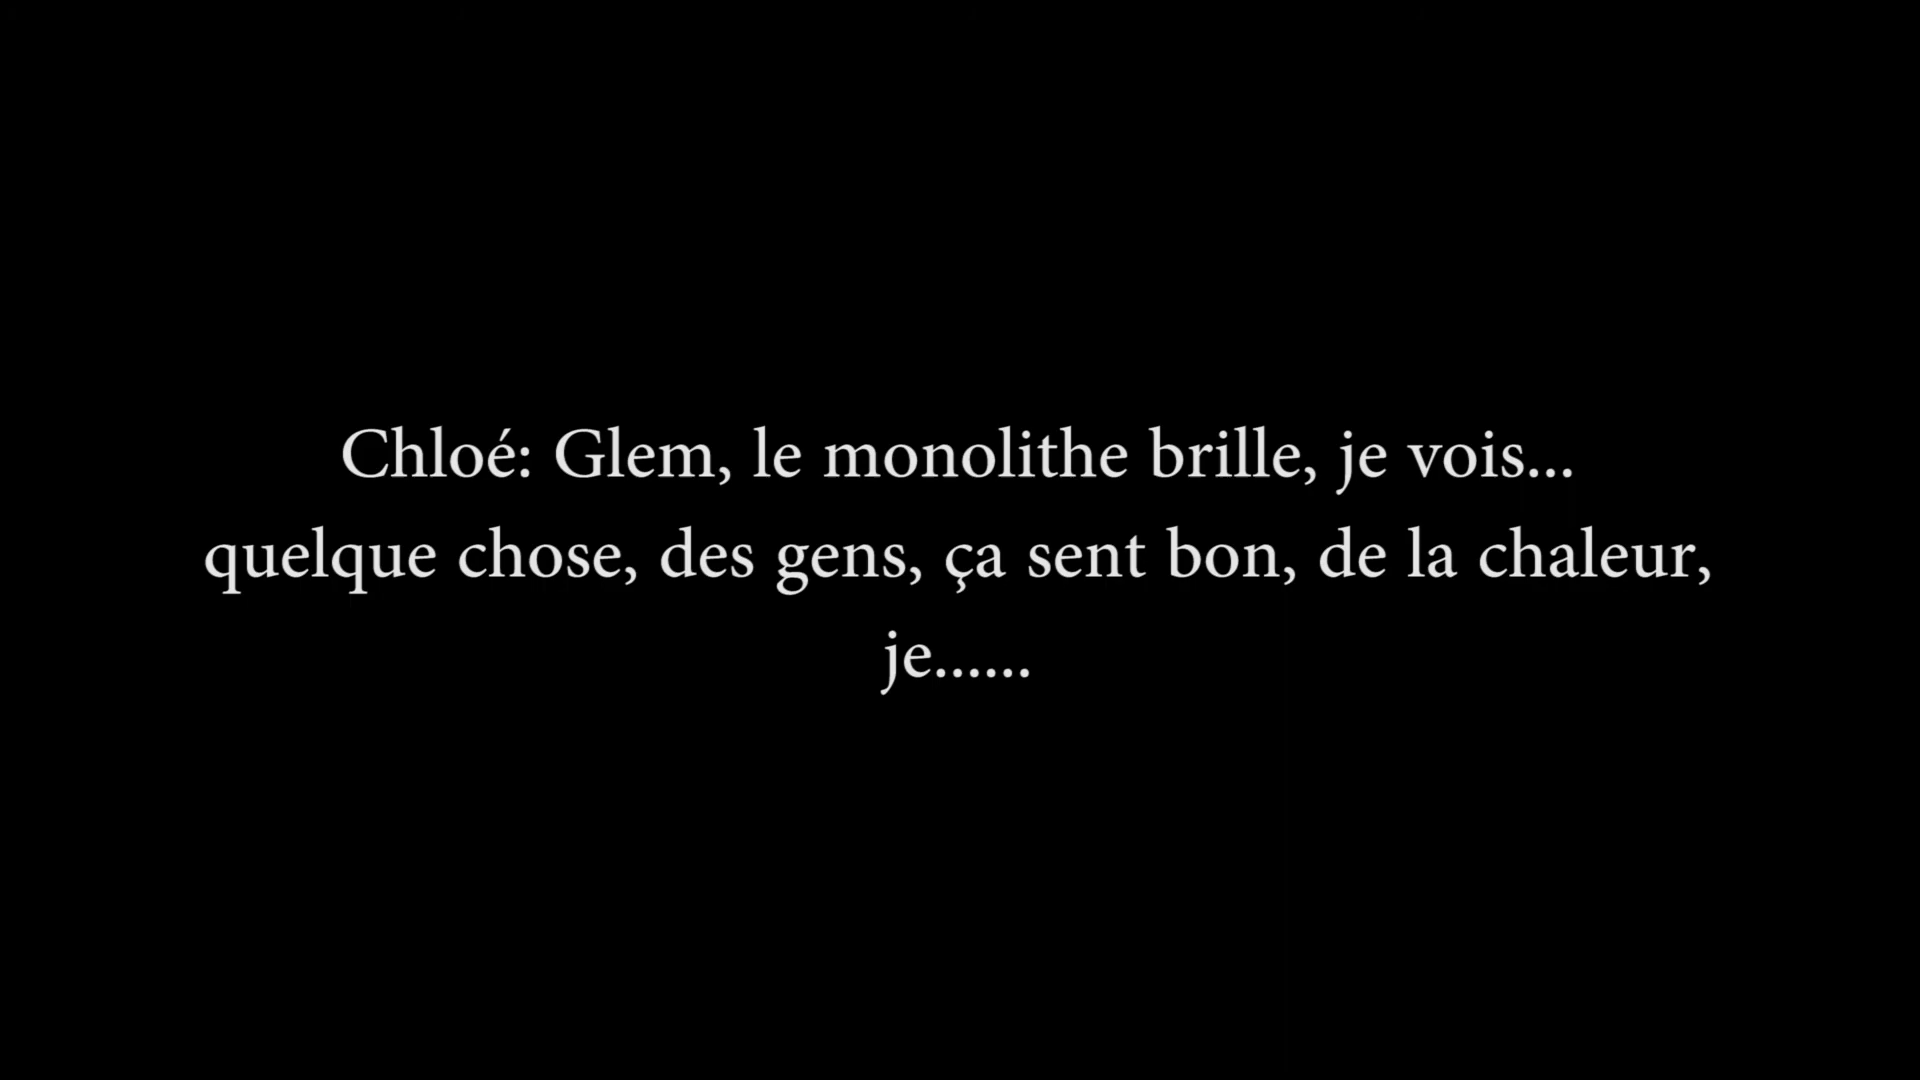 Chloé: Glem, le monolithe brille, je vois...
quelque chose, des gens, ça sent bon, de la chaleur,
je......